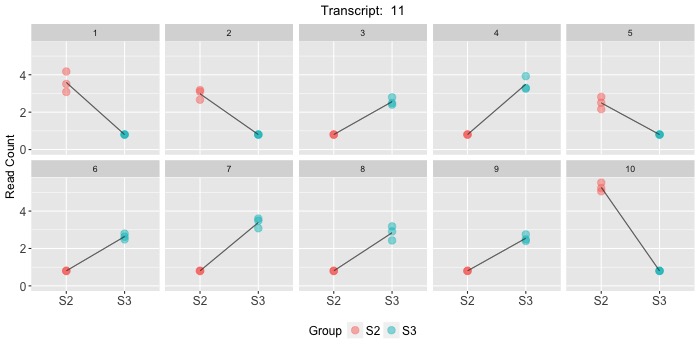 Transcript: 11
1 2 3 4 5
4
2
0
6 7 8 9 10
4
2
0
Read Count
S2 S3 S2 S3 S2 S3 S2 S3 S2 S3
Group S2 S3